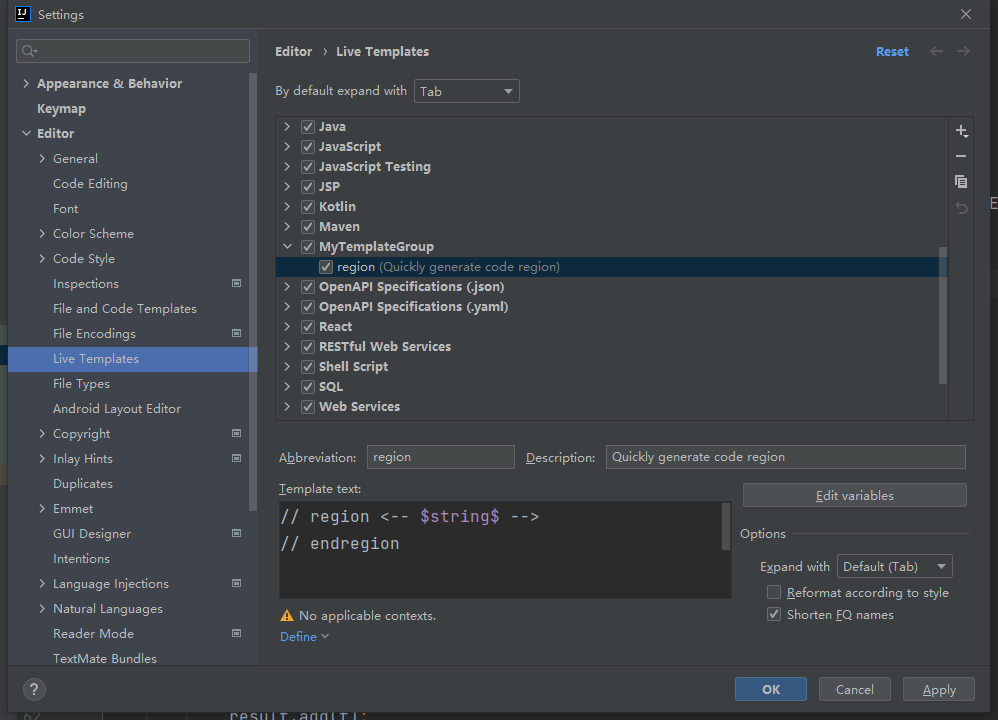 Settings
Editor › Live Templates
Reset
By default expand with Tab
Appearance & Behavior
Keymap
Editor
General
Code Editing
Font
Color Scheme
Code Style
Inspections
File and Code Templates
File Encodings
Live Templates
File Types
Android Layout Editor
Copyright
Inlay Hints
Duplicates
Emmet
GUI Designer
Intentions
Language Injections
Natural Languages
Reader Mode
TextMate Bundles
Java
JavaScript
JavaScript Testing
JSP
Kotlin
Maven
MyTemplateGroup
region (Quickly generate code region)
OpenAPI Specifications (.json)
OpenAPI Specifications (.yaml)
React
RESTful Web Services
Shell Script
SQL
Web Services
Abbreviation: region Description: Quickly generate code region
Template text:
// region <-- $string$ -->
// endregion
Edit variables
Options
Expand with Default (Tab)
Reformat according to style
Shorten FQ names
No applicable contexts.
Define
? OK Cancel Apply